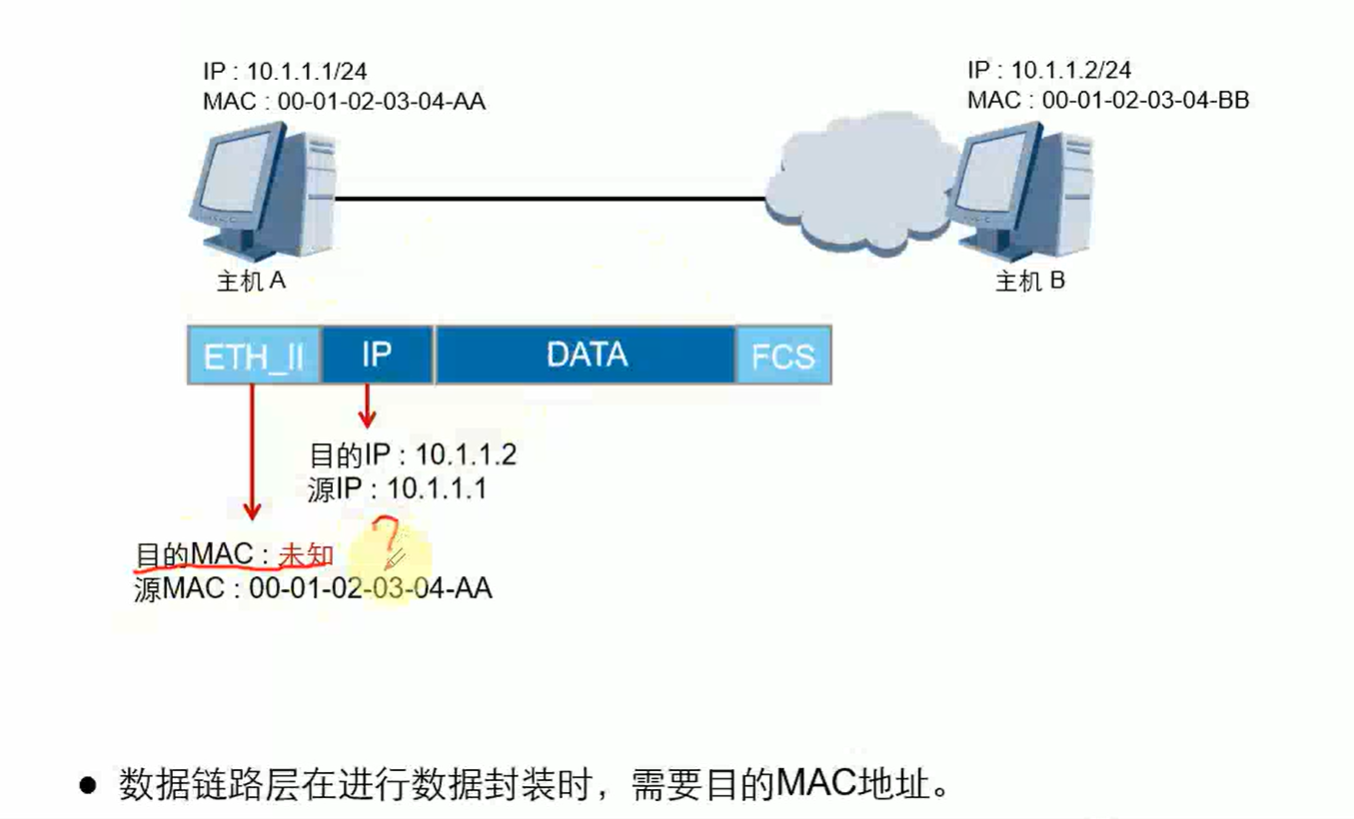 IP : 10.1.1.1/24
MAC : 00-01-02-03-04-AA
IP : 10.1.1.2/24
MAC : 00-01-02-03-04-BB
主机 A
主机 B
ETH_II IP DATA FCS
目的IP : 10.1.1.2
源IP : 10.1.1.1
?
目的MAC : 未知
源MAC : 00-01-02-03-04-AA
● 数据链路层在进行数据封装时，需要目的MAC地址。